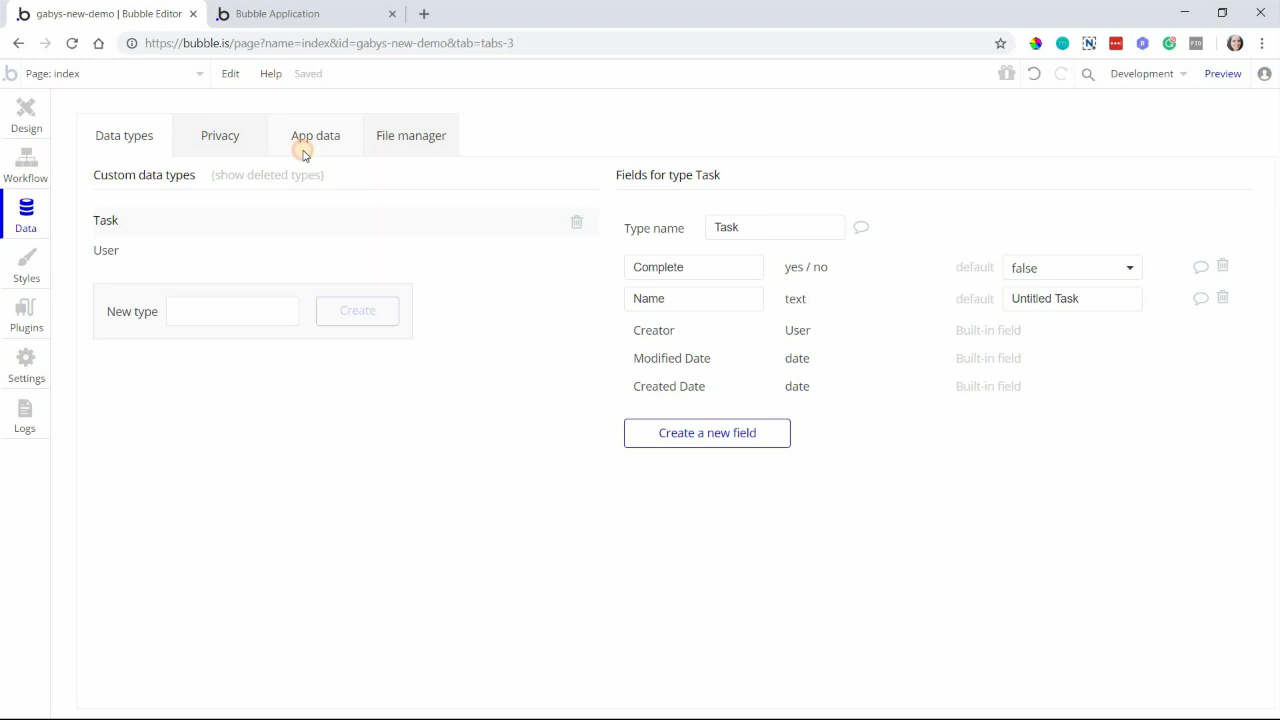 gabys-new-demo | Bubble Editor
Bubble Application
https://bubble.is/page?name=index&id=gabys-new-demo&tab=tabs-3
Page: index Edit Help Saved Development Preview
Design
Workflow
Data
Styles
Plugins
Settings
Logs
Data types Privacy App data File manager
Custom data types (show deleted types)
Task
User
New type Create
Fields for type Task
Type name Task
Complete yes / no default false
Name text default Untitled Task
Creator User Built-in field
Modified Date date Built-in field
Created Date date Built-in field
Create a new field